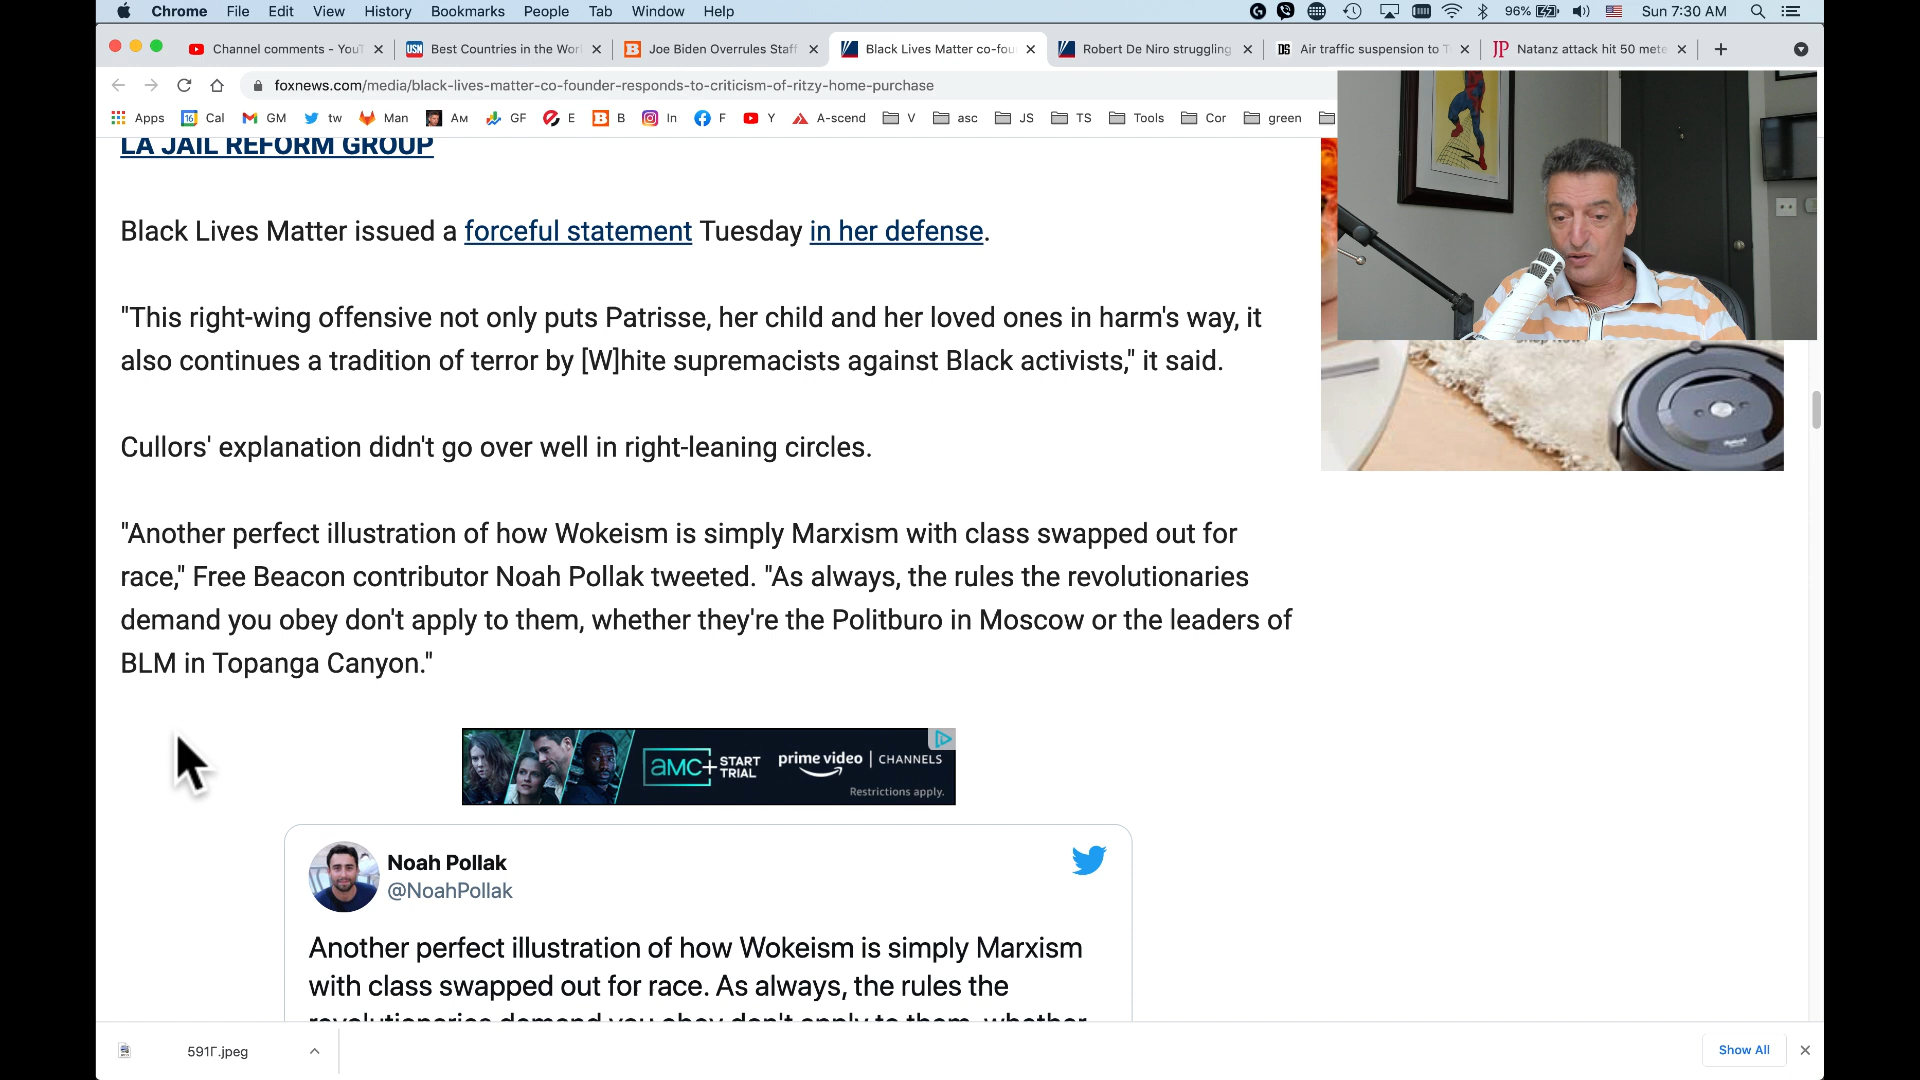 Chrome File Edit View History Bookmarks People Tab Window Help 96% Sun 7:30 AM
Channel comments - YouT Best Countries in the Worl Joe Biden Overrules Staff Black Lives Matter co-fou Robert De Niro struggling Air traffic suspension to T Natanz attack hit 50 mete
foxnews.com/media/black-lives-matter-co-founder-responds-to-criticism-of-ritzy-home-purchase
Apps Cal GM tw Man AM GF E B In F Y A-scend V asc JS TS Tools Cor green
LA JAIL REFORM GROUP
Black Lives Matter issued a forceful statement Tuesday in her defense.
"This right-wing offensive not only puts Patrisse, her child and her loved ones in harm's way, it
also continues a tradition of terror by [W]hite supremacists against Black activists," it said.
Cullors' explanation didn't go over well in right-leaning circles.
"Another perfect illustration of how Wokeism is simply Marxism with class swapped out for
race," Free Beacon contributor Noah Pollak tweeted. "As always, the rules the revolutionaries
demand you obey don't apply to them, whether they're the Politburo in Moscow or the leaders of
BLM in Topanga Canyon."
amc+ START TRIAL prime video CHANNELS
Restrictions apply.
Noah Pollak
@NoahPollak
Another perfect illustration of how Wokeism is simply Marxism
with class swapped out for race. As always, the rules the
revolutionaries demand you obey don't apply to them, whether
591Г.jpeg
Show All